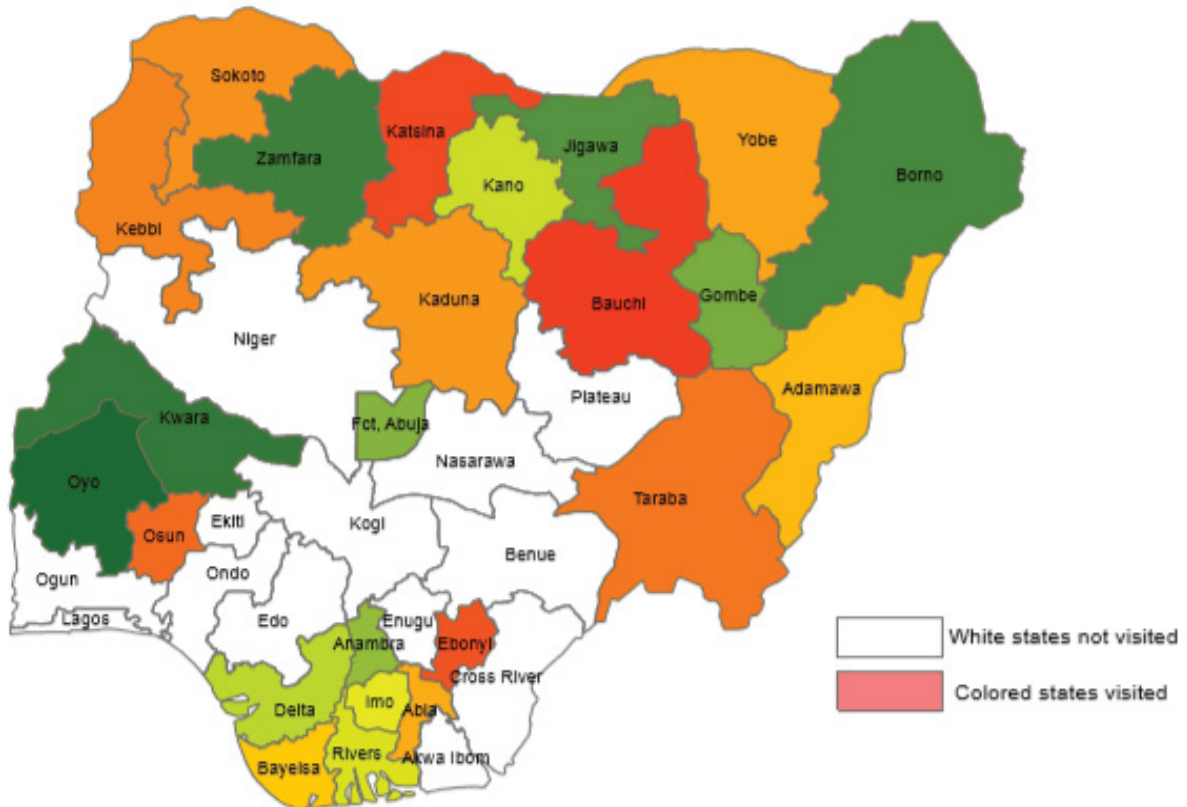 Sokoto
Katsina
Yobe
Jigawa
Zamfara
Borno
Kano
Kebbi
Gombe
Kaduna
Bauchi
Niger
Adamawa
Plateau
Kwara
Fct, Abuja
Nasarawa
Oyo
Taraba
Ekiti
Kogi
Osun
Benue
Ogun
Ondo
Lagos
Edo
Enugu
Anambra
Ebonyi
White states not visited
Cross River
Colored states visited
Imo
Abia
Delta
Rivers
Akwa Ibom
Bayelsa